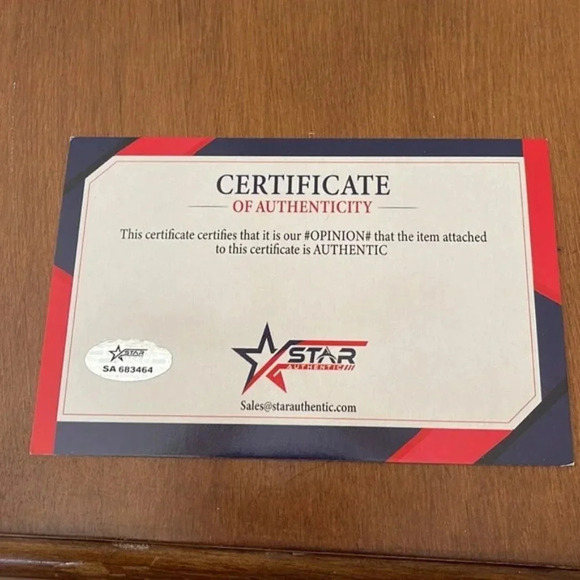 CERTIFICATE
OF AUTHENTICITY
This certificate certifies that it is our #OPINION# that the item attached
to this certificate is AUTHENTIC
STAR
SA 683464
STAR
AUTHENTIC
Sales@starauthentic.com